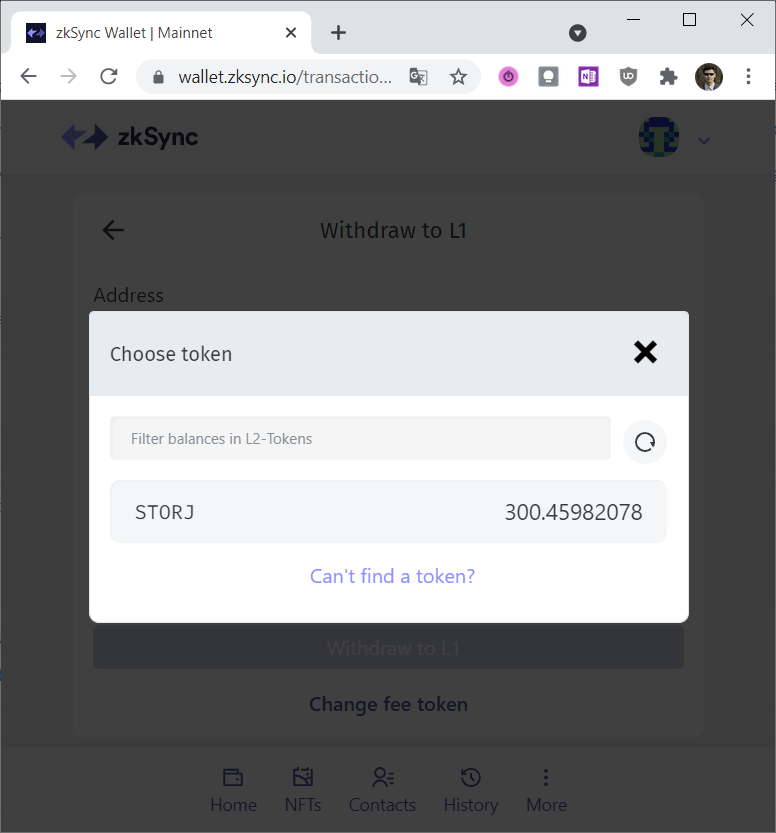 zkSync Wallet | Mainnet
wallet.zksync.io/transactio...
zkSync
Withdraw to L1
Address
Choose token
Filter balances in L2-Tokens
STORJ 300.45982078
Can't find a token?
Withdraw to L1
Change fee token
Home NFTs Contacts History More